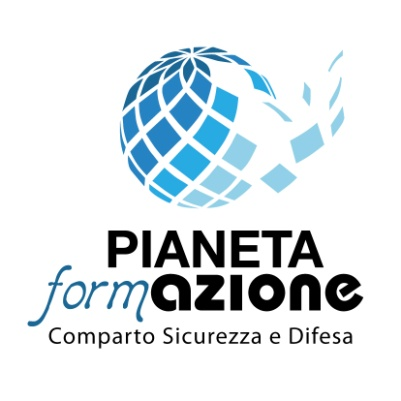 PIANETA
formazione
Comparto Sicurezza e Difesa